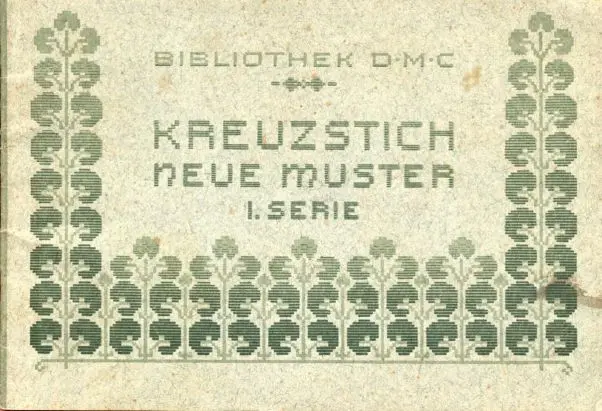 BIBLIOTHEK D·M·C
KREUZSTICH
NEUE MUSTER
I. SERIE